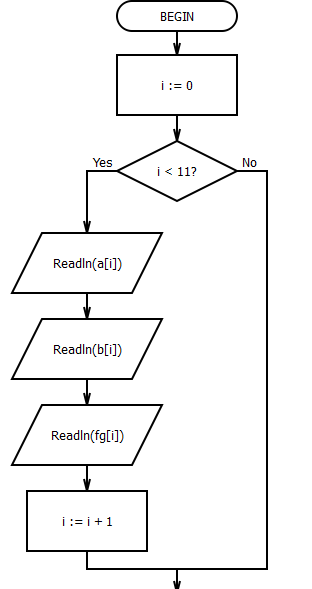 BEGIN
i := 0
i < 11?
Yes
No
Readln(a[i])
Readln(b[i])
Readln(fg[i])
i := i + 1